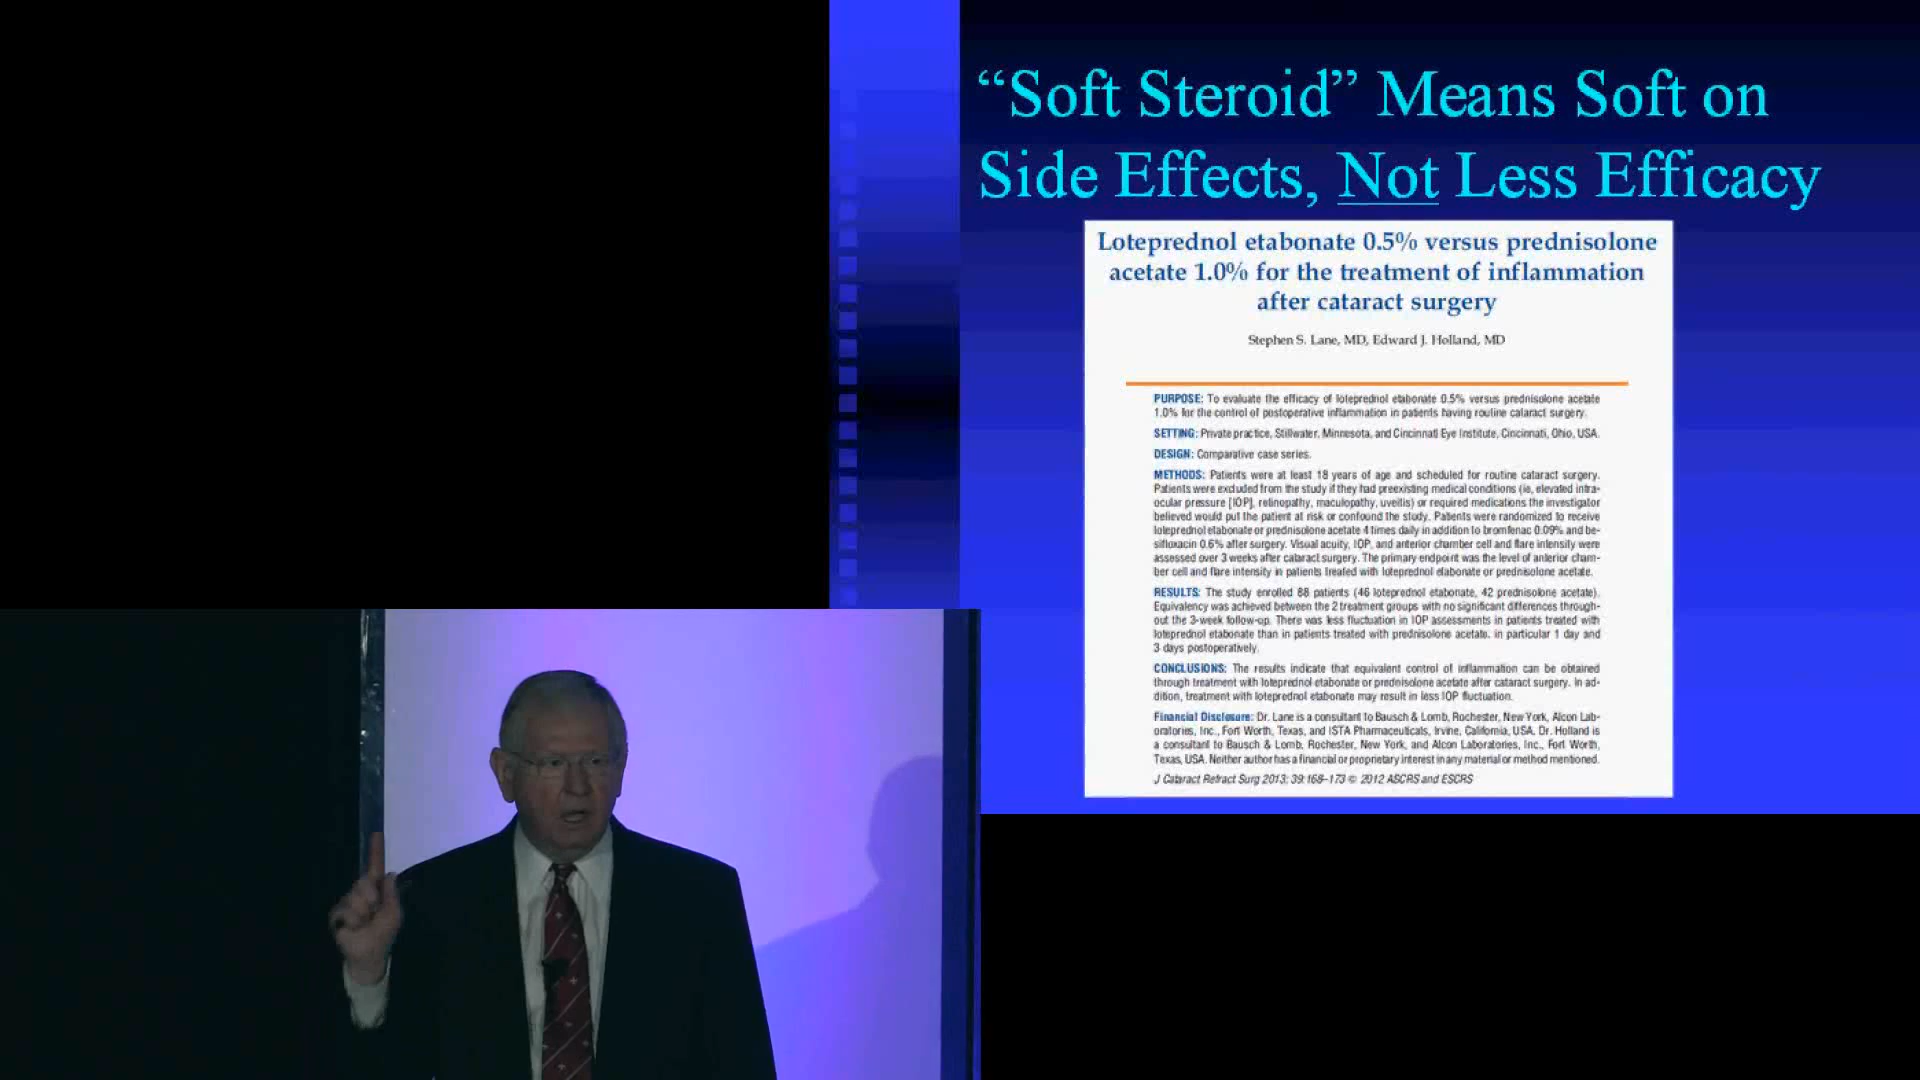 “Soft Steroid” Means Soft on
Side Effects, Not Less Efficacy
Loteprednol etabonate 0.5% versus prednisolone
acetate 1.0% for the treatment of inflammation
after cataract surgery
Stephen S. Lane, MD, Edward J. Holland, MD
PURPOSE: To evaluate the efficacy of loteprednol etabonate 0.5% versus prednisolone acetate
1.0% for the control of postoperative inflammation in patients having routine cataract surgery.
SETTING: Private practice, Stillwater, Minnesota, and Cincinnati Eye Institute, Cincinnati, Ohio, USA.
DESIGN: Comparative case series.
METHODS: Patients were at least 18 years of age and scheduled for routine cataract surgery.
Patients were excluded from the study if they had preexisting medical conditions (ie, elevated intra-
ocular pressure [IOP], retinopathy, maculopathy, uveitis) or required medications the investigator
believed would put the patient at risk or confound the study. Patients were randomized to receive
loteprednol etabonate or prednisolone acetate 4 times daily in addition to bromfenac 0.09% and be-
sifloxacin 0.6% after surgery. Visual acuity, IOP, and anterior chamber cell and flare intensity were
assessed over 3 weeks after cataract surgery. The primary endpoint was the level of anterior cham-
ber cell and flare intensity in patients treated with loteprednol etabonate or prednisolone acetate.
RESULTS: The study enrolled 88 patients (46 loteprednol etabonate, 42 prednisolone acetate).
Equivalency was achieved between the 2 treatment groups with no significant differences through-
out the 3-week follow-up. There was less fluctuation in IOP assessments in patients treated with
loteprednol etabonate than in patients treated with prednisolone acetate, in particular 1 day and
3 days postoperatively.
CONCLUSIONS: The results indicate that equivalent control of inflammation can be obtained
through treatment with loteprednol etabonate or prednisolone acetate after cataract surgery. In ad-
dition, treatment with loteprednol etabonate may result in less IOP fluctuation.
Financial Disclosure: Dr. Lane is a consultant to Bausch & Lomb, Rochester, New York, Alcon Lab-
oratories, Inc., Fort Worth, Texas, and ISTA Pharmaceuticals, Irvine, California, USA. Dr. Holland is
a consultant to Bausch & Lomb, Rochester, New York, and Alcon Laboratories, Inc., Fort Worth,
Texas, USA. Neither author has a financial or proprietary interest in any material or method mentioned.
J Cataract Refract Surg 2013; 39:168–173 © 2012 ASCRS and ESCRS